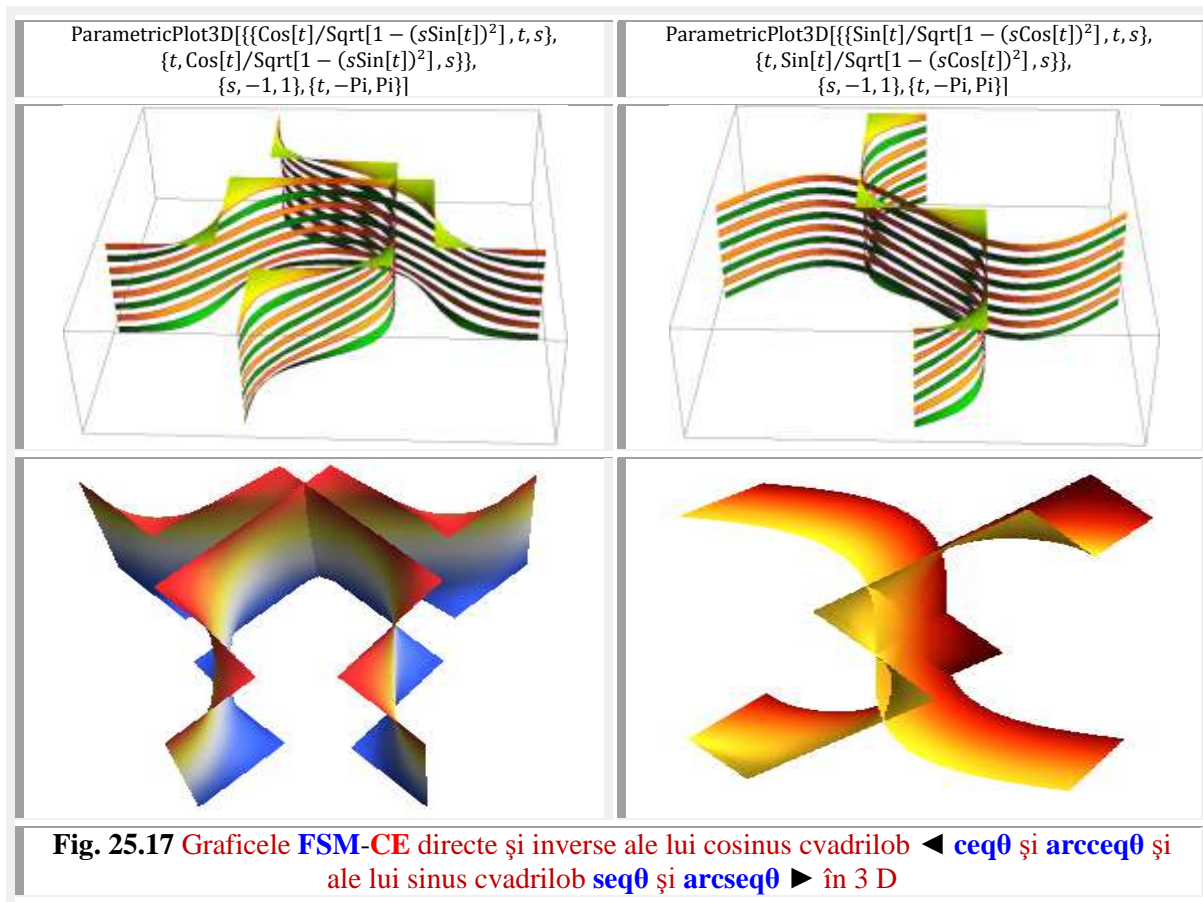 ParametricPlot3D[{{Cos[t]/Sqrt[1 − (sSin[t])²], t, s},
{t, Cos[t]/Sqrt[1 − (sSin[t])²], s}},
{s, −1, 1}, {t, −Pi, Pi}]
ParametricPlot3D[{{Sin[t]/Sqrt[1 − (sCos[t])²], t, s},
{t, Sin[t]/Sqrt[1 − (sCos[t])²], s}},
{s, −1, 1}, {t, −Pi, Pi}]
Fig. 25.17 Graficele FSM-CE directe şi inverse ale lui cosinus cvadrilob ◄ ceqθ şi arcceqθ şi
ale lui sinus cvadrilob seqθ şi arcseqθ ► în 3 D